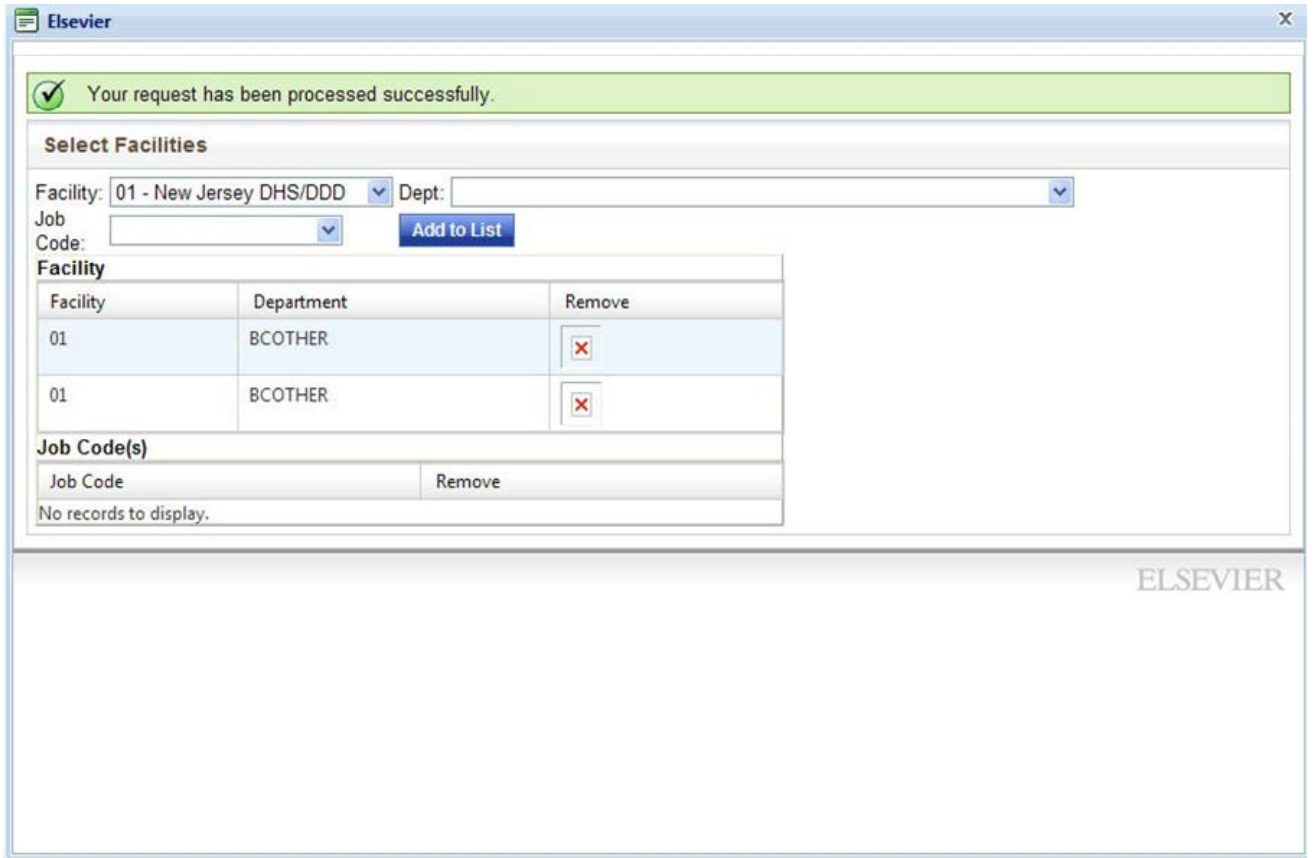 Elsevier x
Your request has been processed successfully.
Select Facilities
Facility: 01 - New Jersey DHS/DDD Dept:
Job
Code: Add to List
Facility
Facility Department Remove
01 BCOTHER
01 BCOTHER
Job Code(s)
Job Code Remove
No records to display.
ELSEVIER